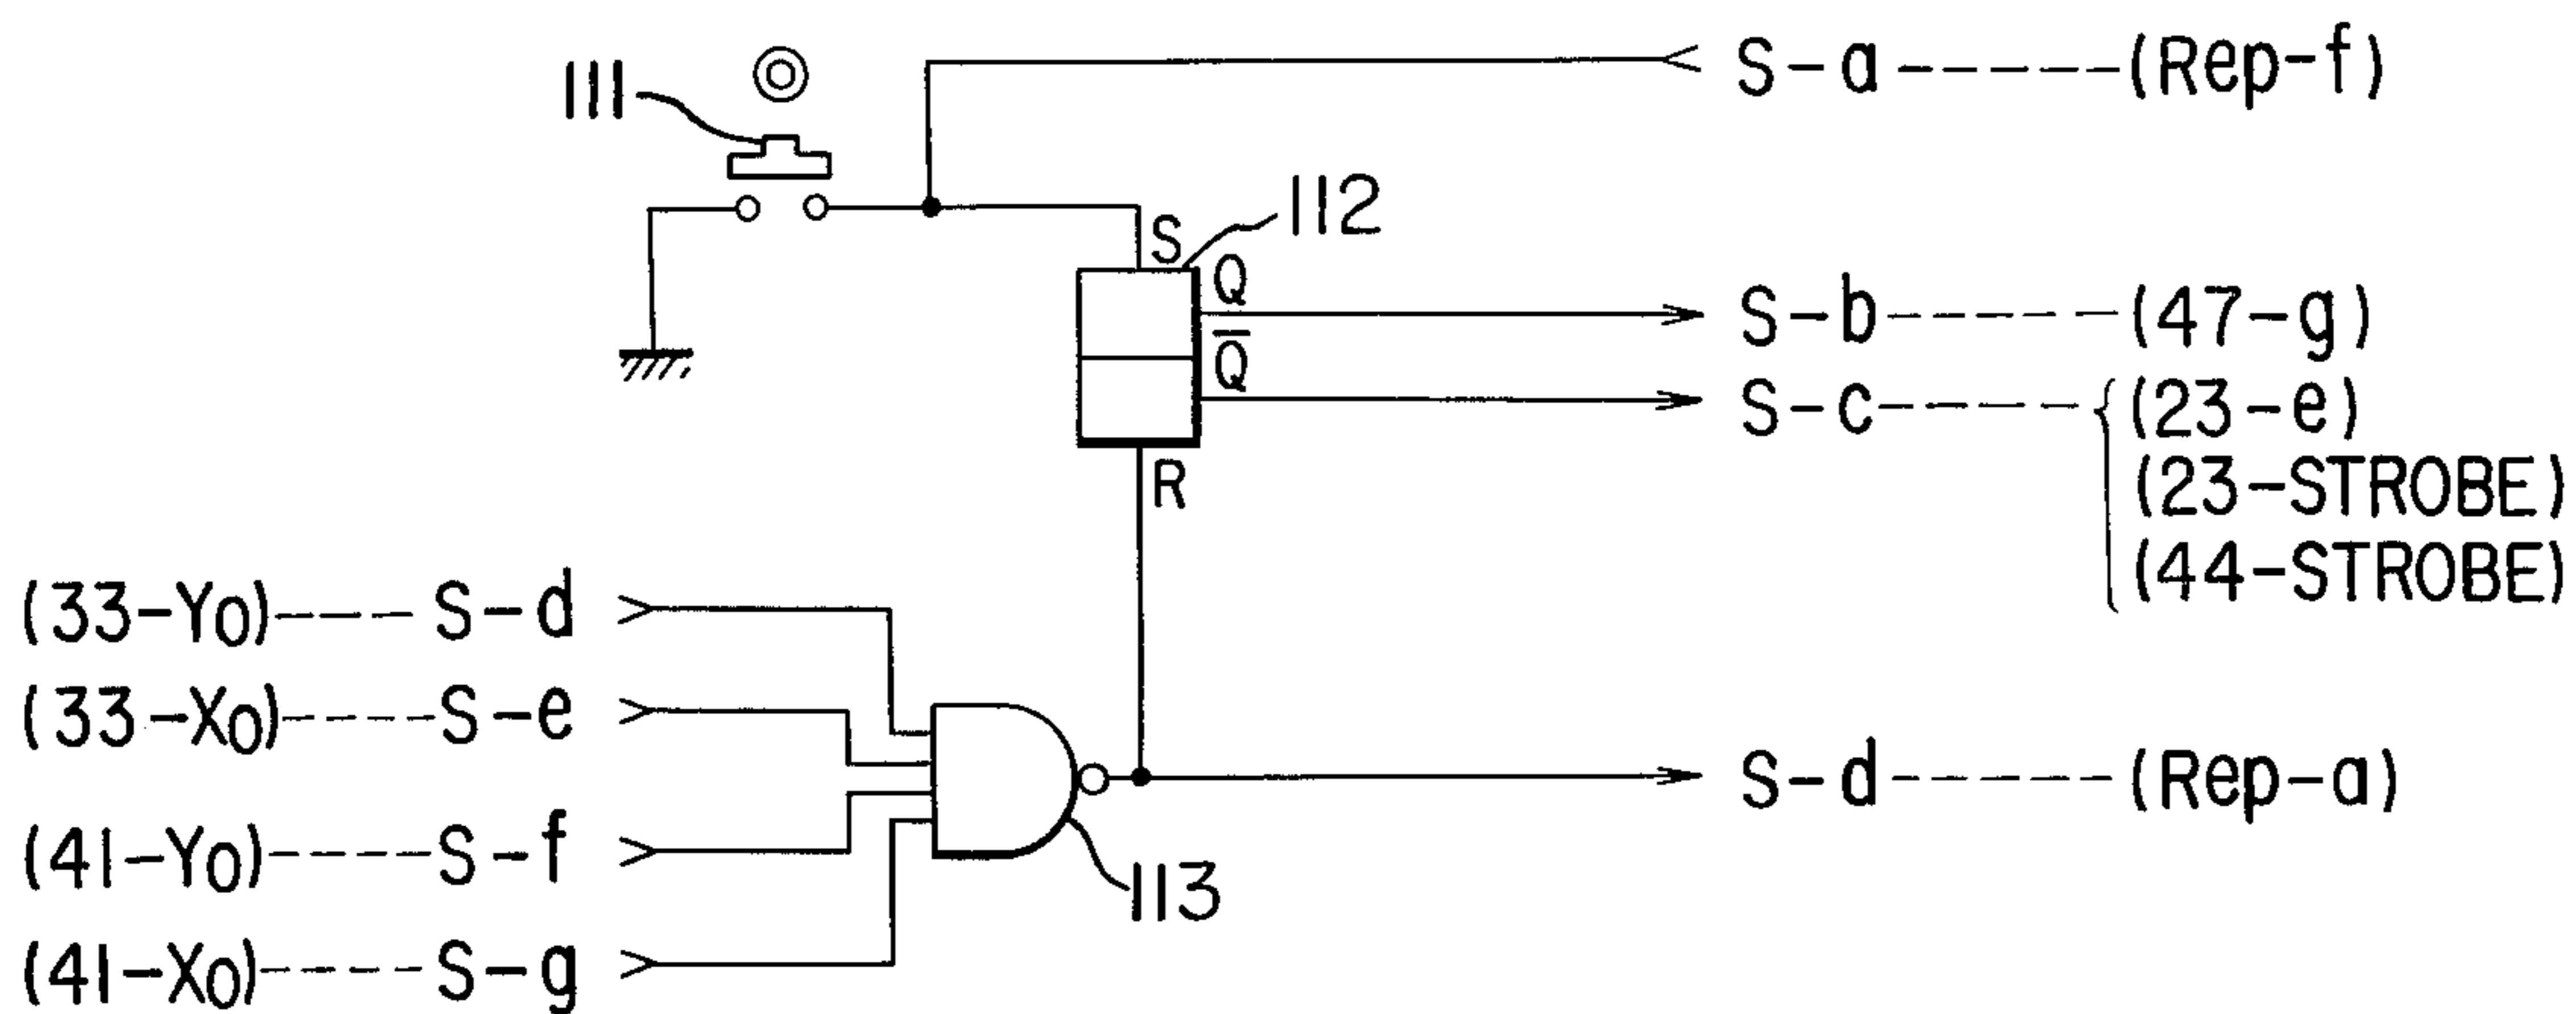 111
S-a -----(Rep-f)
112
S
Q
S-b-----(47-g)
Q̅
S-c-----{(23-e)
(23-STROBE)
(44-STROBE)
R
(33-Y0)---- S-d
(33-X0)----S-e
S-d -----(Rep-a)
(41-Y0)----S-f
113
(41-X0)---- S-g